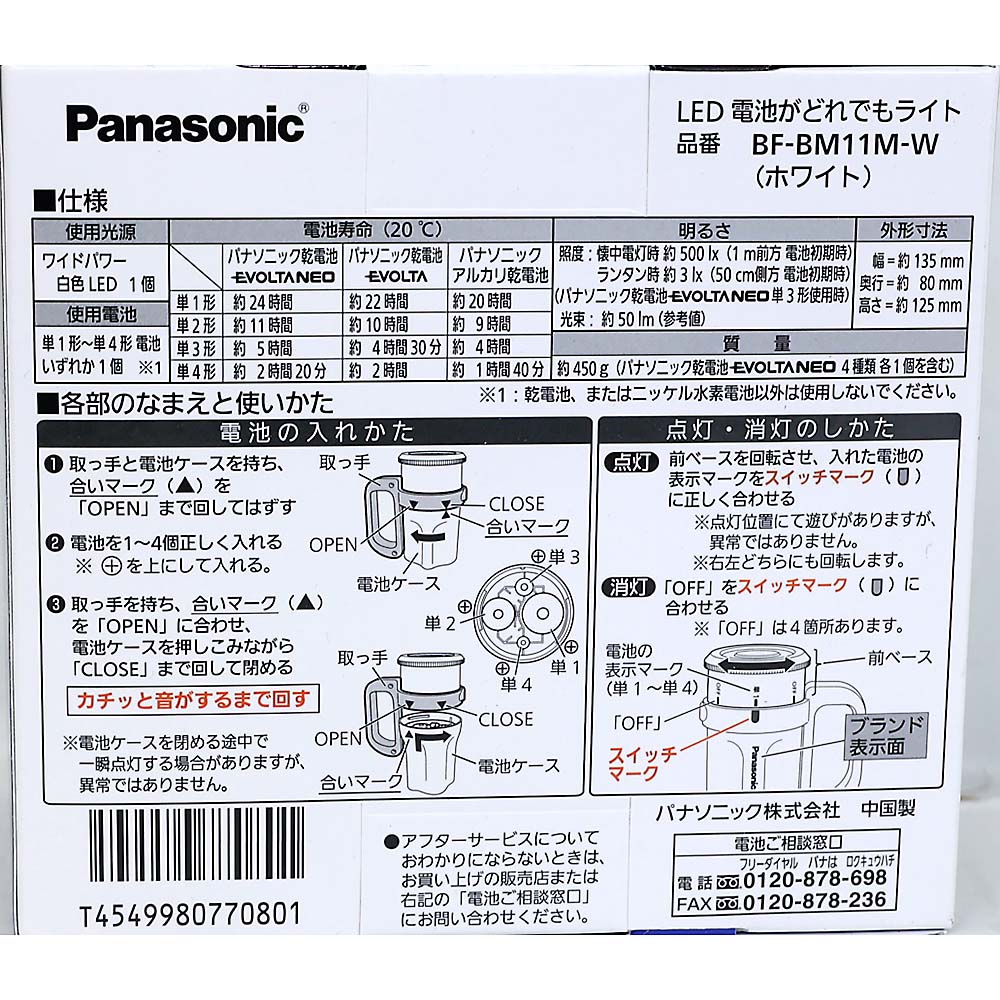 Panasonic®
LED 電池がどれでもライト
品番 BF-BM11M-W
（ホワイト）
■仕様
使用光源
ワイドパワー
白色LED 1個
使用電池
単1形～単4形 電池
いずれか1個 ※1
電池寿命（20℃）
パナソニック乾電池 EVOLTA NEO
パナソニック乾電池 EVOLTA
パナソニック アルカリ乾電池
単1形 約24時間 約22時間 約20時間
単2形 約11時間 約10時間 約 9時間
単3形 約 5時間 約 4時間30分 約 4時間
単4形 約 2時間20分 約 2時間 約 1時間40分
明るさ
照度：懐中電灯時 約500 lx（1 m前方 電池初期時）
ランタン時 約3 lx（50 cm側方 電池初期時）
（パナソニック乾電池EVOLTA NEO 単3形使用時）
光束：約50 lm（参考値）
外形寸法
幅＝約135 mm
奥行＝約 80 mm
高さ＝約125 mm
質量
約450 g（パナソニック乾電池EVOLTA NEO 4種類 各1個を含む）
※1：乾電池、またはニッケル水素電池以外は使用しないでください。
■各部のなまえと使いかた
電池の入れかた
❶ 取っ手と電池ケースを持ち、
合いマーク（▲）を
「OPEN」まで回してはずす
❷ 電池を1～4個正しく入れる
※ ⊕を上にして入れる。
❸ 取っ手を持ち、合いマーク（▲）
を「OPEN」に合わせ、
電池ケースを押しこみながら
「CLOSE」まで回して閉める
カチッと音がするまで回す
※電池ケースを閉める途中で
一瞬点灯する場合がありますが、
異常ではありません。
取っ手
CLOSE
合いマーク
OPEN
電池ケース
⊕単3
⊕
単2
⊕
単1
⊕
単4
取っ手
CLOSE
OPEN
電池ケース
合いマーク
点灯・消灯のしかた
点灯 前ベースを回転させ、入れた電池の
表示マークをスイッチマーク（ ）
に正しく合わせる
※点灯位置にて遊びがありますが、
異常ではありません。
※右左どちらにも回転します。
消灯 「OFF」をスイッチマーク（ ）に
合わせる
※「OFF」は4箇所あります。
電池の
表示マーク
（単1～単4）
前ベース
OFF
単1
OFF
「OFF」
スイッチ
マーク
Panasonic
ブランド
表示面
パナソニック株式会社 中国製
T4549980770801
●アフターサービスについて
おわかりにならないときは、
お買い上げの販売店または
右記の「電池ご相談窓口」
にお問い合わせください。
電池ご相談窓口
フリーダイヤル パナは ロクキュウハチ
電話 0120-878-698
FAX 0120-878-236